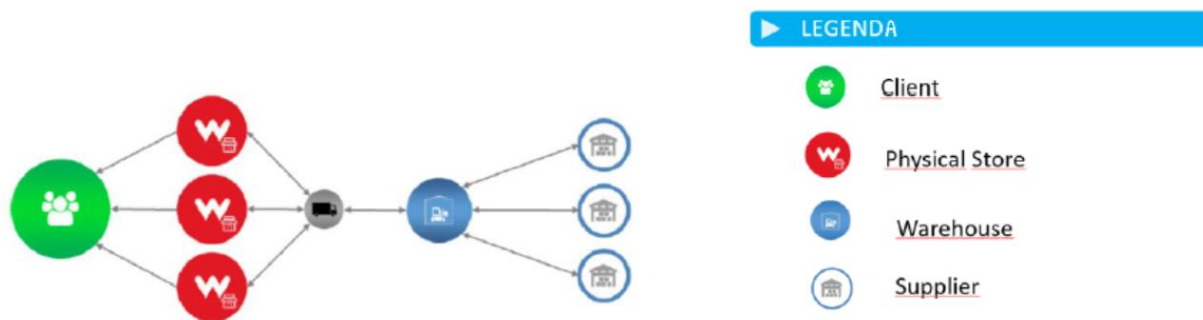 LEGENDA
Client
W
Physical Store
W
W
Warehouse
W
Supplier